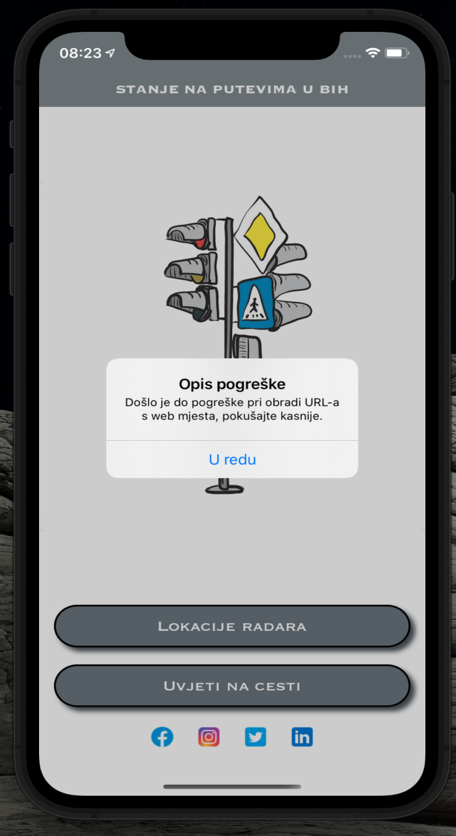 08:23
STANJE NA PUTEVIMA U BIH
Opis pogreške
Došlo je do pogreške pri obradi URL-a
s web mjesta, pokušajte kasnije.
U redu
LOKACIJE RADARA
UVJETI NA CESTI